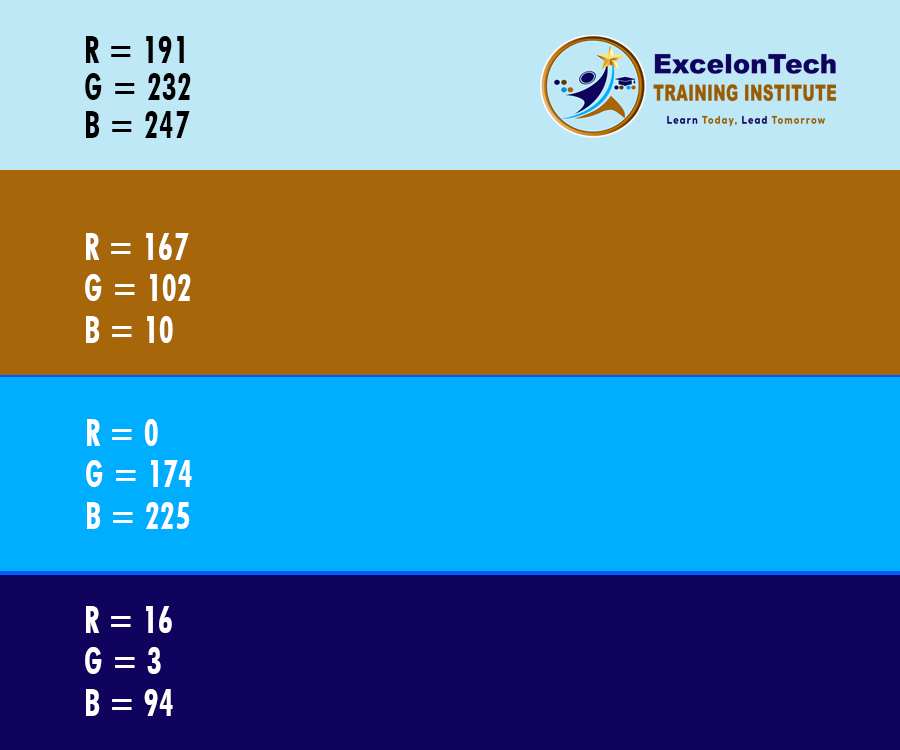 R = 191
G = 232
B = 247
ExcelonTech
TRAINING INSTITUTE
Learn Today, Lead Tomorrow
R = 167
G = 102
B = 10
R = 0
G = 174
B = 225
R = 16
G = 3
B = 94